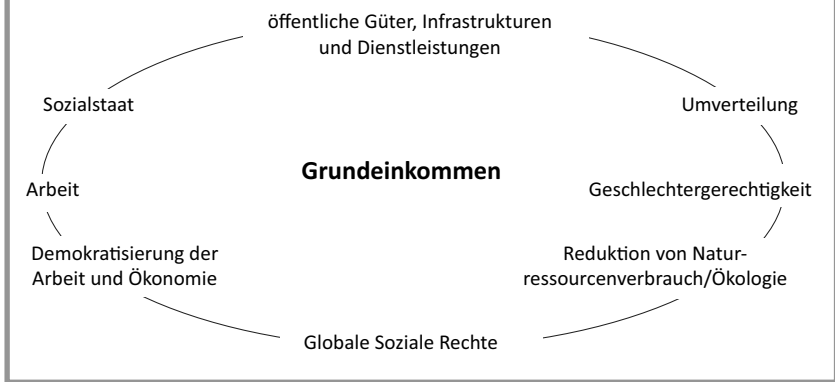 öffentliche Güter, Infrastrukturen
und Dienstleistungen
Sozialstaat
Umverteilung
Grundeinkommen
Arbeit
Geschlechtergerechtigkeit
Demokratisierung der
Arbeit und Ökonomie
Reduktion von Natur-
ressourcenverbrauch/Ökologie
Globale Soziale Rechte